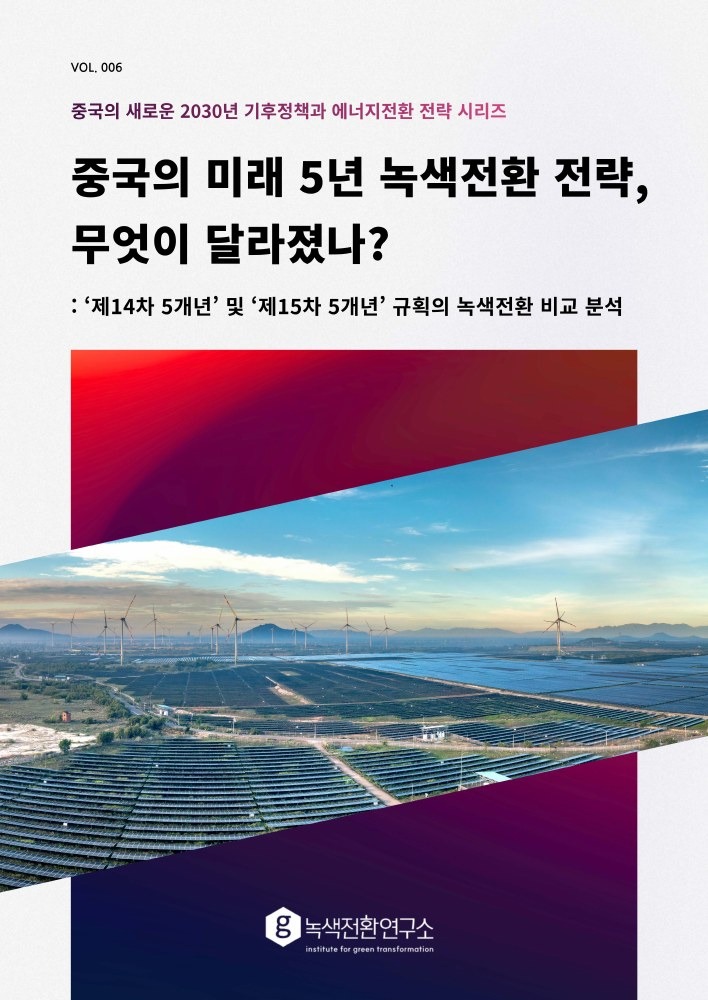 VOL. 006
중국의 새로운 2030년 기후정책과 에너지전환 전략 시리즈
중국의 미래 5년 녹색전환 전략,
무엇이 달라졌나?
: ‘제14차 5개년’ 및 ‘제15차 5개년’ 규획의 녹색전환 비교 분석
g 녹색전환연구소
institute for green transformation